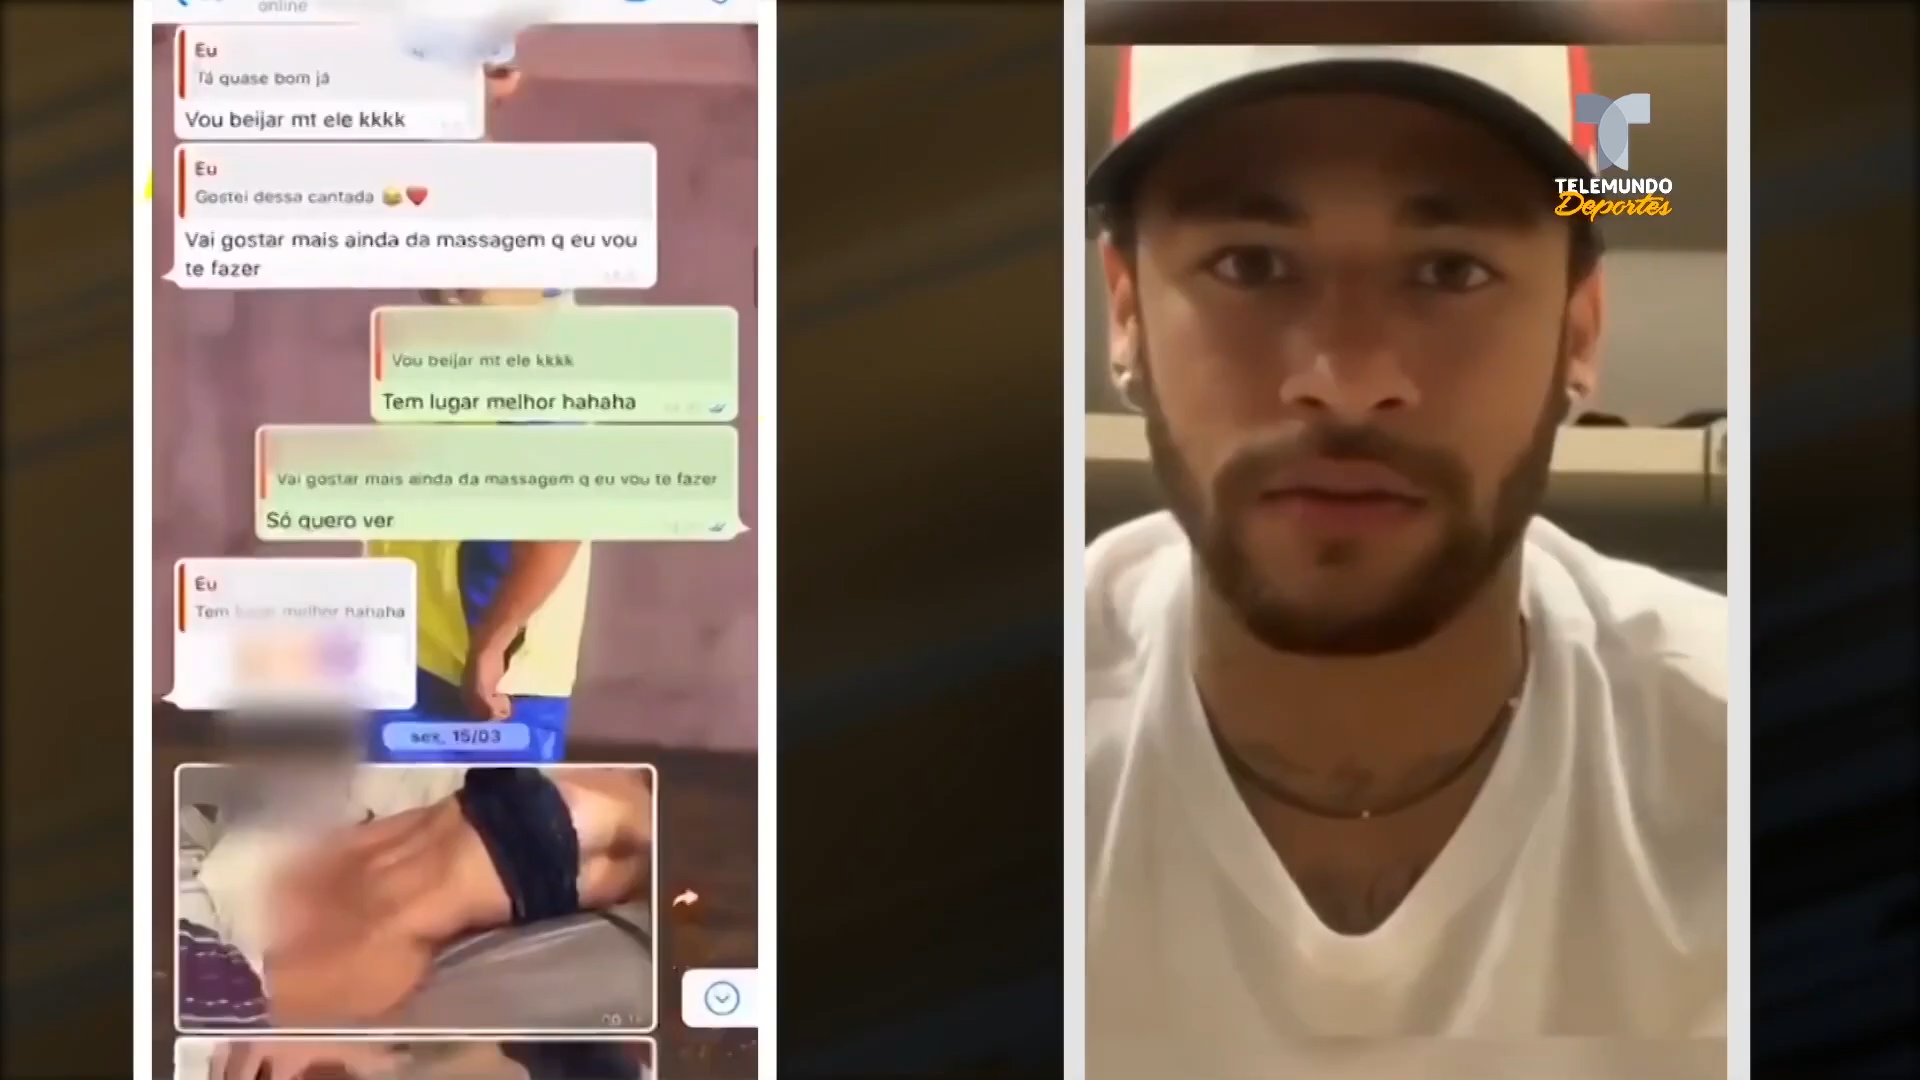 online
Eu
Tá quase bom já
Vou beijar mt ele kkkk
Eu
Gostei dessa cantada 😂❤️
Vai gostar mais ainda da massagem q eu vou
te fazer
Vou beijar mt ele kkkk
Tem lugar melhor hahaha
Vai gostar mais ainda da massagem q eu vou te fazer
Só quero ver
Eu
Tem lugar melhor hahaha
sex, 15/03
TELEMUNDO
Deportes